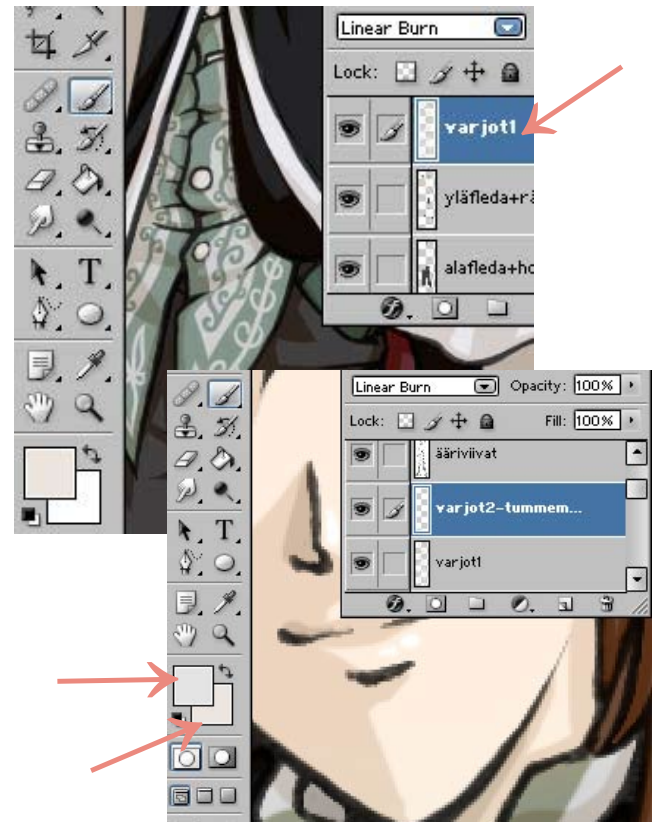 Linear Burn
Lock:
varjot1
yläfleda+rä
alafleda+ho
T
Linear Burn
Opacity: 100%
Lock:
Fill: 100%
ääriviivat
varjot2-tummem...
varjot1
T